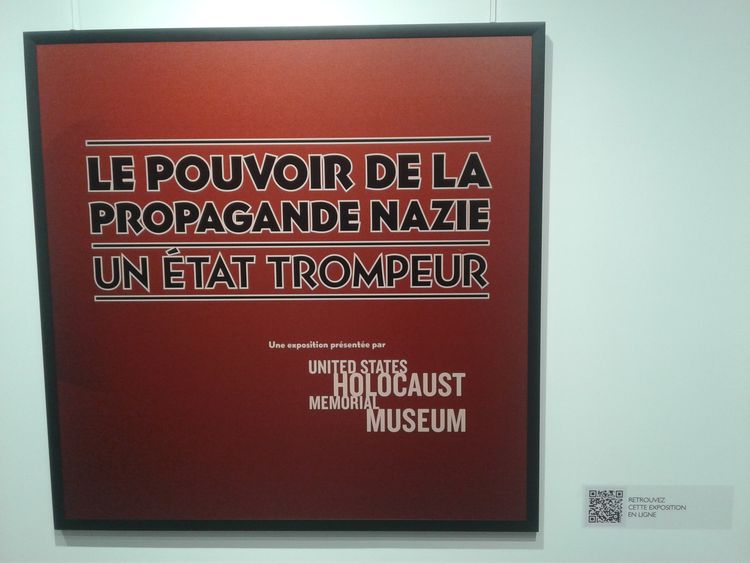 LE POUVOIR DE LA
PROPAGANDE NAZIE
UN ÉTAT TROMPEUR
Une exposition présentée par
UNITED STATES
HOLOCAUST
MEMORIAL
MUSEUM
RETROUVEZ
CETTE EXPOSITION
EN LIGNE